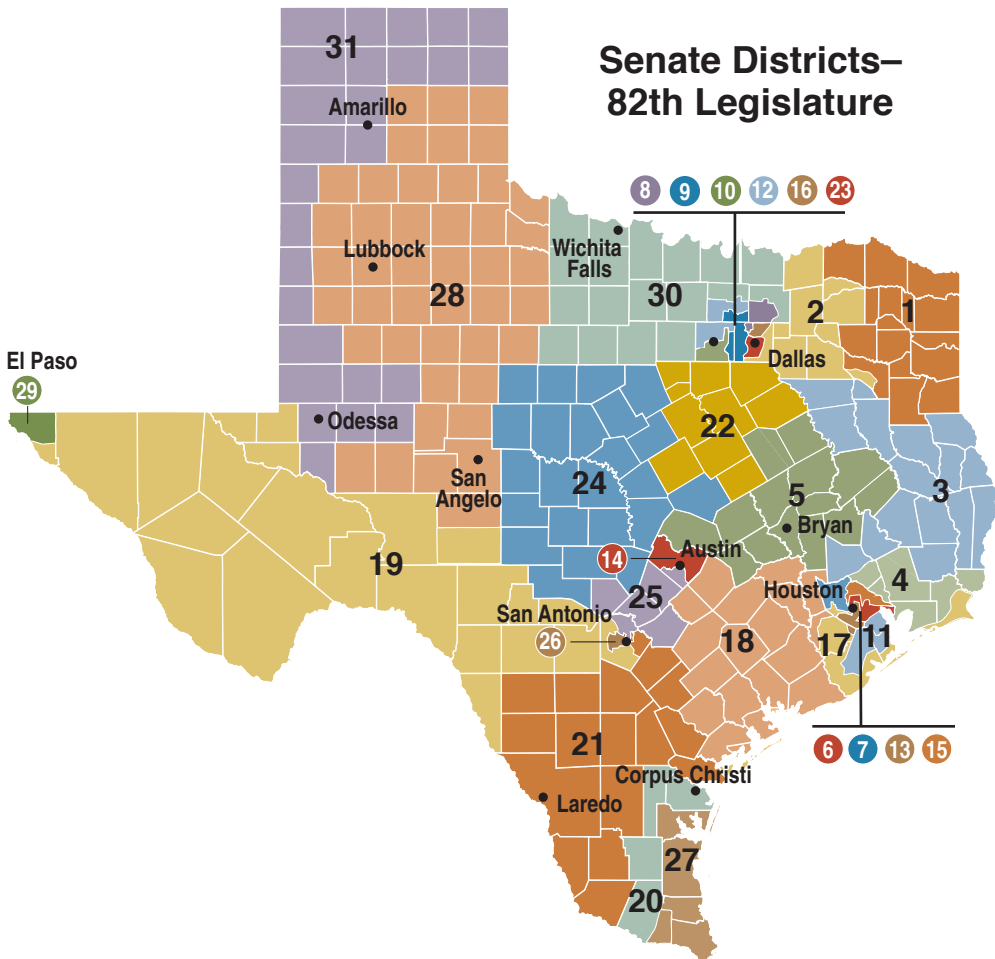 31
Senate Districts–
82th Legislature
Amarillo
8 9 10 12 16 23
Wichita
Falls
Lubbock
28
30
2
1
Dallas
El Paso
29
Odessa
22
San
Angelo
24
5
3
Bryan
14
Austin
19
4
Houston
25
San Antonio
26
18
17
11
21
6 7 13 15
Corpus Christi
Laredo
27
20